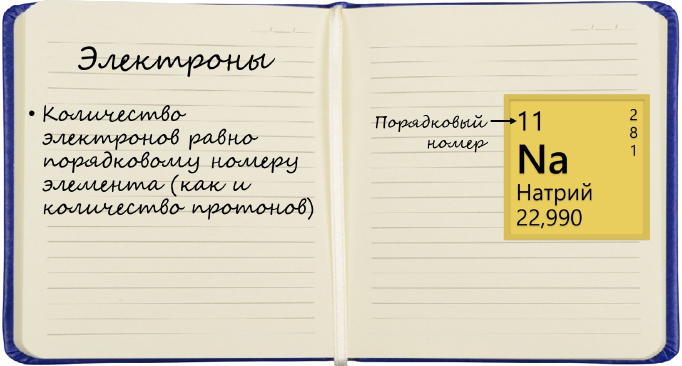 Электроны
• Количество
электронов равно
порядковому номеру
элемента (как и
количество протонов)
Порядковый
номер
11
2
8
1
Na
Натрий
22,990